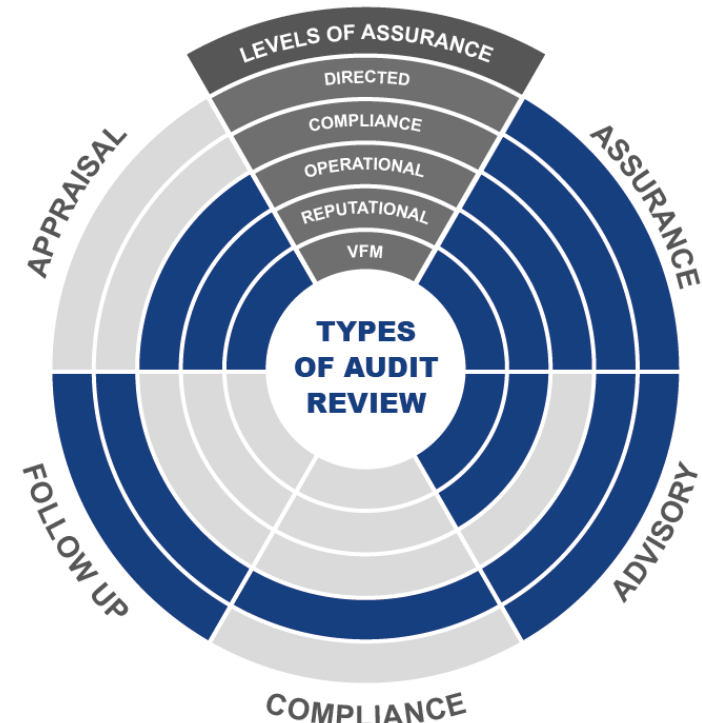 LEVELS OF ASSURANCE
DIRECTED
COMPLIANCE
OPERATIONAL
REPUTATIONAL
VFM
TYPES
OF AUDIT
REVIEW
ASSURANCE
ADVISORY
COMPLIANCE
FOLLOW UP
APPRAISAL